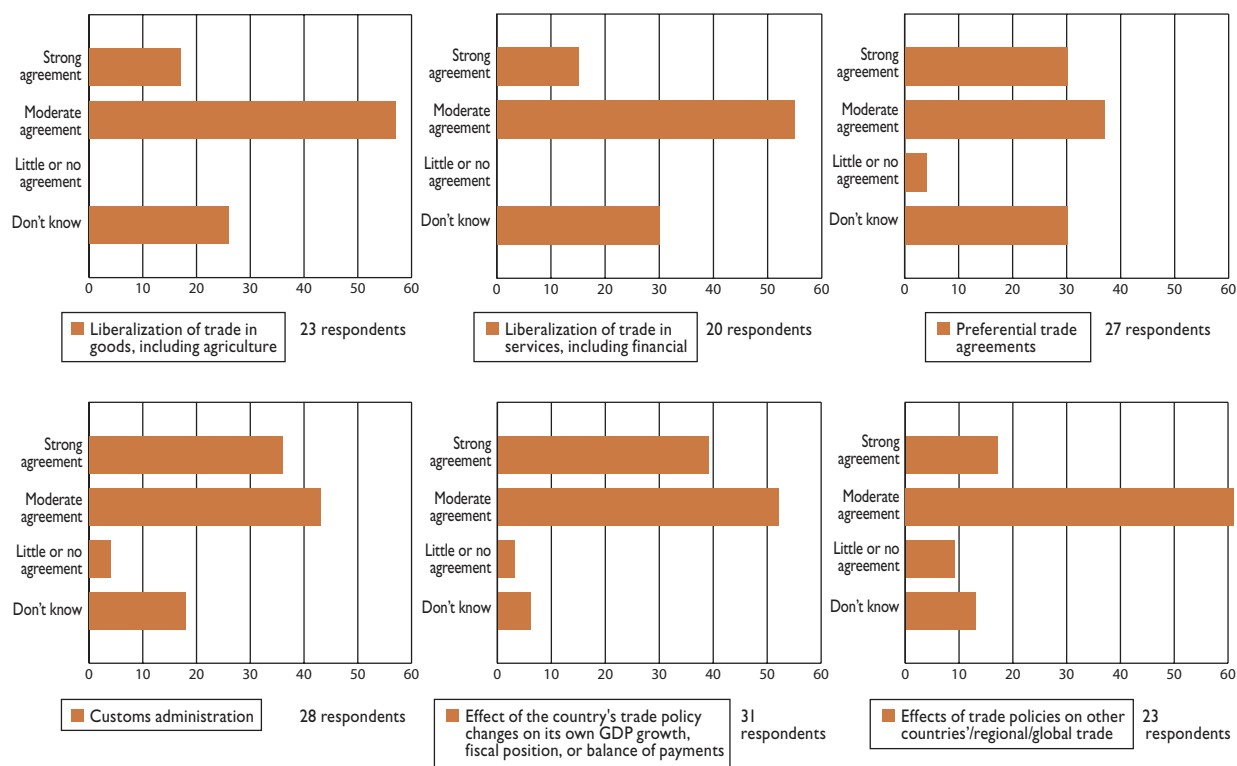 Strong
agreement
Moderate
agreement
Little or no
agreement
Don't know
0 10 20 30 40 50 60
Liberalization of trade in
goods, including agriculture
23 respondents
Strong
agreement
Moderate
agreement
Little or no
agreement
Don't know
0 10 20 30 40 50 60
Liberalization of trade in
services, including financial
20 respondents
Strong
agreement
Moderate
agreement
Little or no
agreement
Don't know
0 10 20 30 40 50 60
Preferential trade
agreements
27 respondents
Strong
agreement
Moderate
agreement
Little or no
agreement
Don't know
0 10 20 30 40 50 60
Customs administration
28 respondents
Strong
agreement
Moderate
agreement
Little or no
agreement
Don't know
0 10 20 30 40 50 60
Effect of the country's trade policy
changes on its own GDP growth,
fiscal position, or balance of payments
31
respondents
Strong
agreement
Moderate
agreement
Little or no
agreement
Don't know
0 10 20 30 40 50 60
Effects of trade policies on other
countries'/regional/global trade
23
respondents